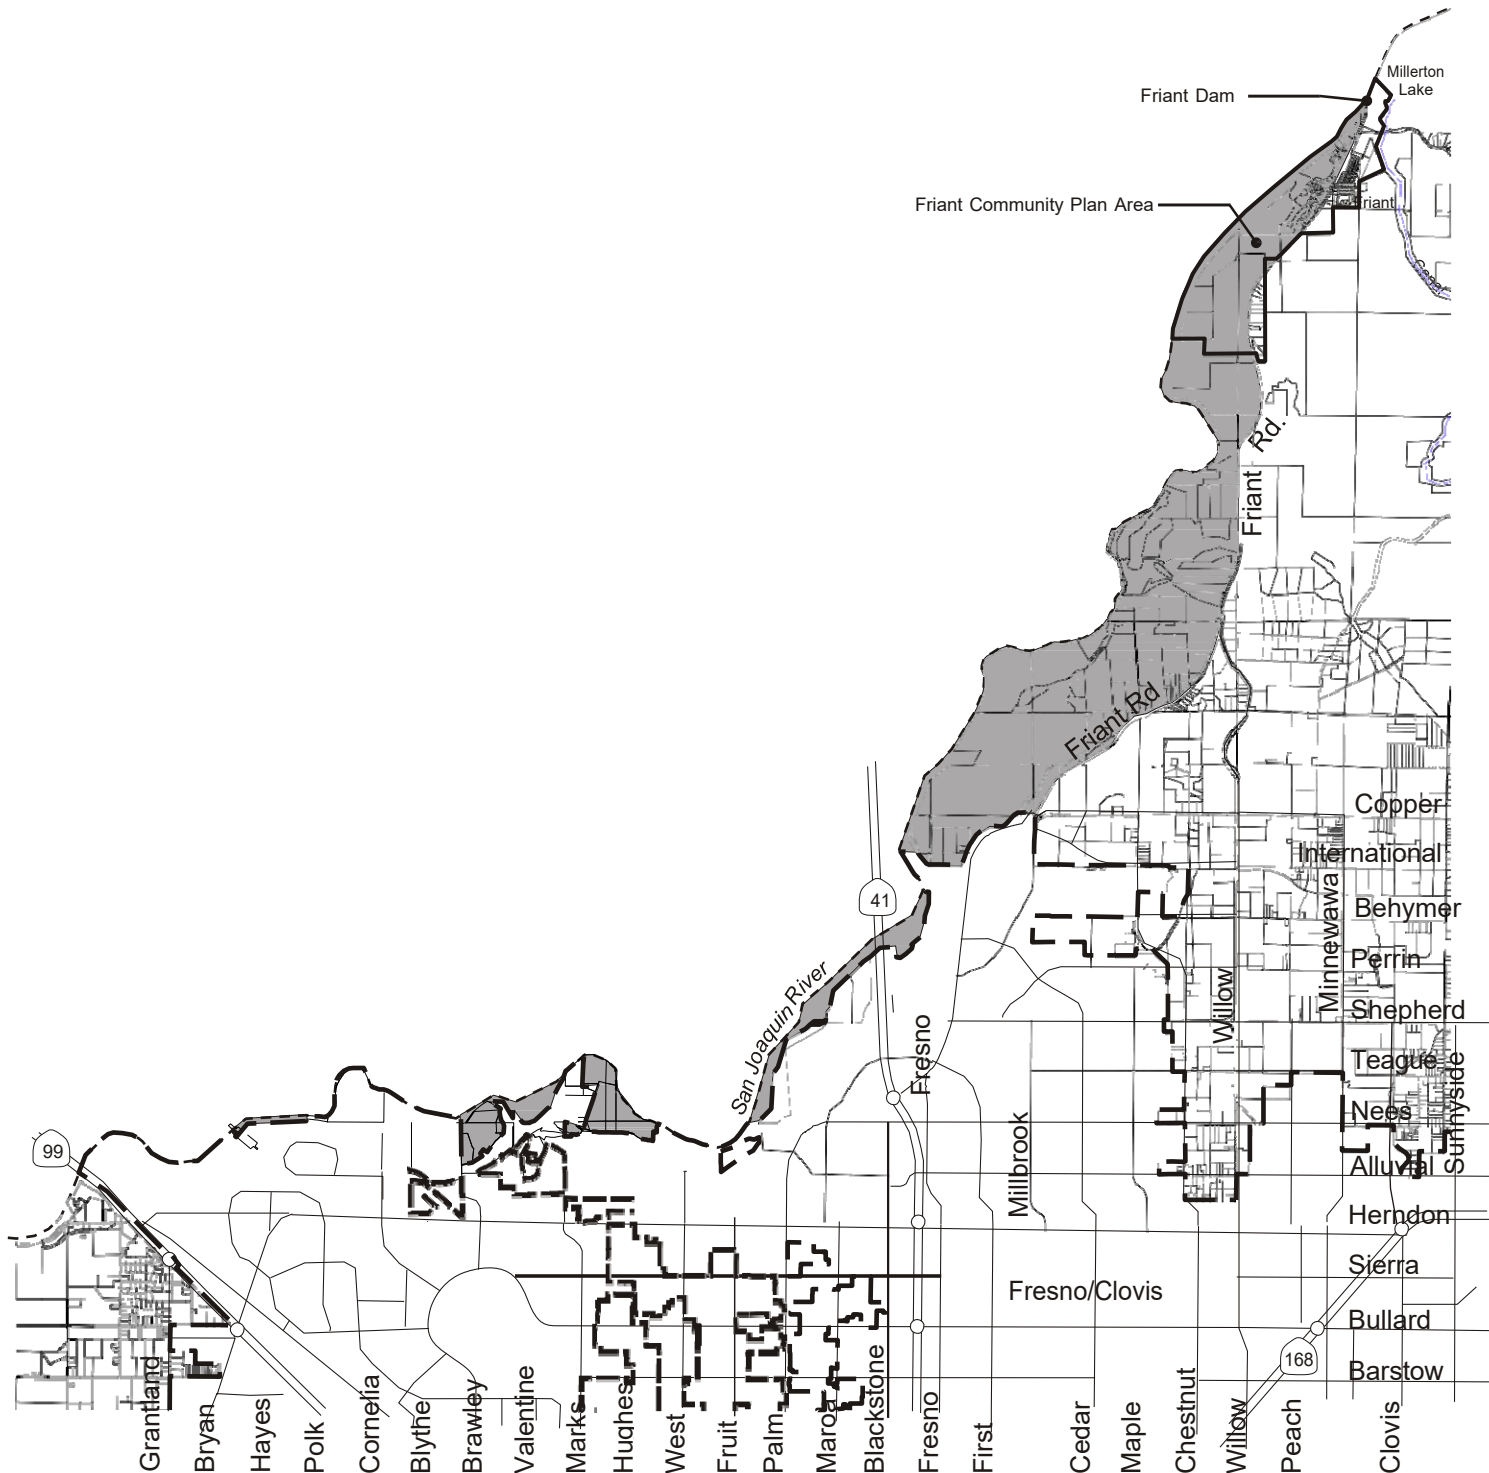 Millerton
Lake
Friant Dam
Friant Community Plan Area
Friant
Friant
Rd.
Friant Rd
Copper
International
41
Behymer
Minnewawa
Perrin
San Joaquin River
Willow
Shepherd
Fresno
Teague
Sunnyside
Nees
Millbrook
99
Alluvial
Herndon
Sierra
Fresno/Clovis
Bullard
168
Barstow
Grantland
Bryan
Hayes
Polk
Cornelia
Blythe
Brawley
Valentine
Marks
Hughes
West
Fruit
Palm
Maroa
Blackstone
Fresno
First
Cedar
Maple
Chestnut
Willow
Peach
Clovis